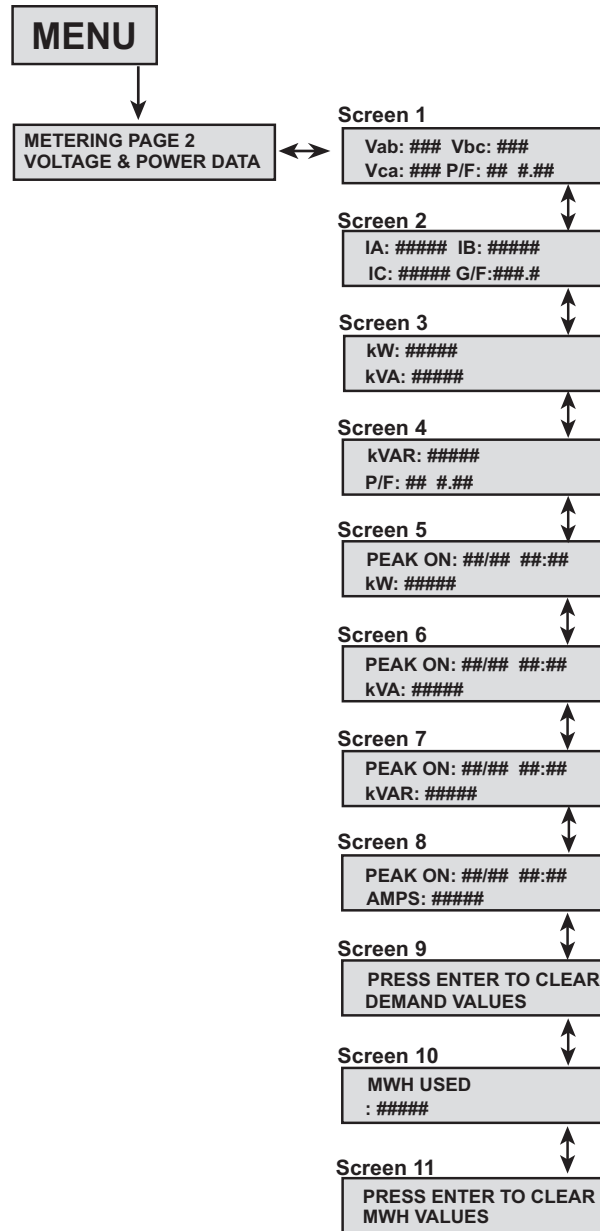 MENU
METERING PAGE 2
VOLTAGE & POWER DATA
Screen 1
Vab: ### Vbc: ###
Vca: ### P/F: ## #.##
Screen 2
IA: ##### IB: #####
IC: ##### G/F:###.#
Screen 3
kW: #####
kVA: #####
Screen 4
kVAR: #####
P/F: ## #.##
Screen 5
PEAK ON: ##/## ##:##
kW: #####
Screen 6
PEAK ON: ##/## ##:##
kVA: #####
Screen 7
PEAK ON: ##/## ##:##
kVAR: #####
Screen 8
PEAK ON: ##/## ##:##
AMPS: #####
Screen 9
PRESS ENTER TO CLEAR
DEMAND VALUES
Screen 10
MWH USED
: #####
Screen 11
PRESS ENTER TO CLEAR
MWH VALUES